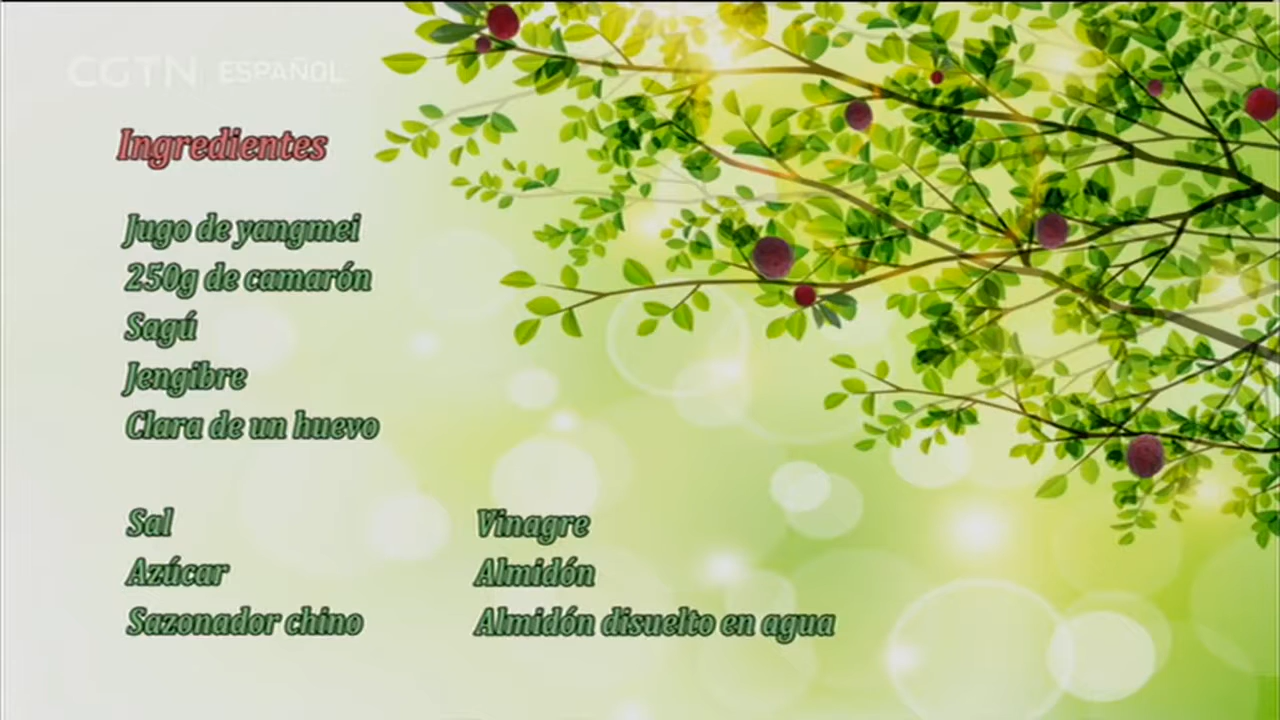 CGTN ESPAÑOL
Ingredientes
Jugo de yangmei
250g de camarón
Sagú
Jengibre
Clara de un huevo
Sal
Azúcar
Sazonador chino
Vinagre
Almidón
Almidón disuelto en agua